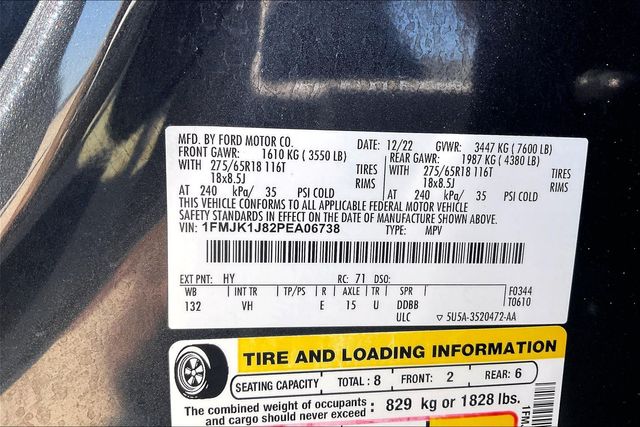 MFD. BY FORD MOTOR CO. DATE: 12/22 GVWR: 3447 KG ( 7600 LB)
FRONT GAWR: 1610 KG ( 3550 LB) REAR GAWR: 1987 KG ( 4380 LB)
WITH 275/65R18 116T TIRES WITH 275/65R18 116T TIRES
18x8.5J RIMS 18x8.5J RIMS
AT 240 kPa/ 35 PSI COLD AT 240 kPa/ 35 PSI COLD
THIS VEHICLE CONFORMS TO ALL APPLICABLE FEDERAL MOTOR VEHICLE
SAFETY STANDARDS IN EFFECT ON THE DATE OF MANUFACTURE SHOWN ABOVE.
VIN: 1FMJK1J82PEA06738 TYPE: MPV
EXT PNT: HY RC: 71 DSO:
WB INT TR TP/PS R AXLE TR SPR F0344
132 VH E 15 U DDBB T0610
ULC ▽ 5U5A-3520472-AA
TIRE AND LOADING INFORMATION
SEATING CAPACITY TOTAL : 8 FRONT: 2 REAR: 6
The combined weight of occupants
and cargo should never exceed : 829 kg or 1828 lbs.
1FM